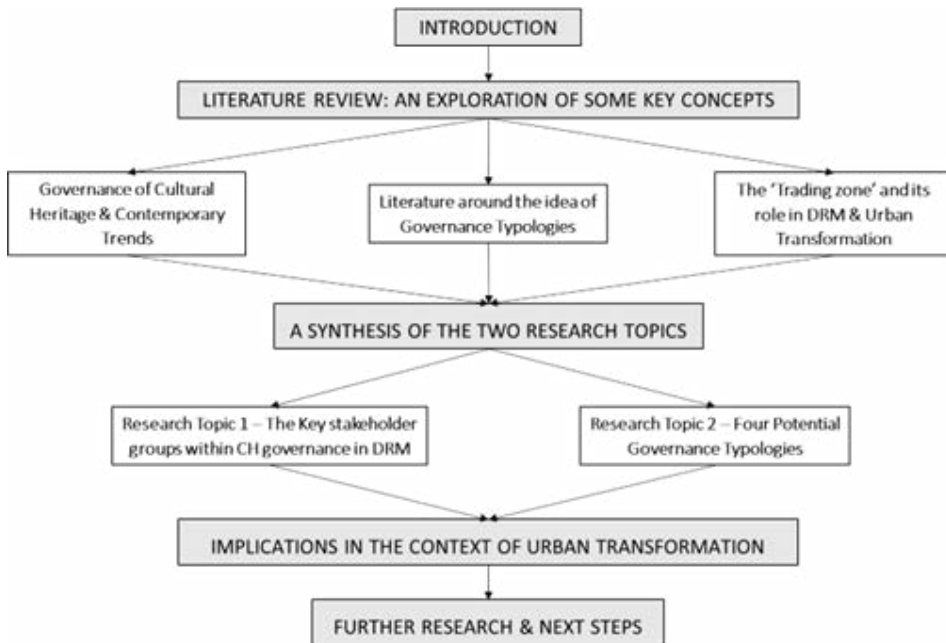 INTRODUCTION
LITERATURE REVIEW: AN EXPLORATION OF SOME KEY CONCEPTS
Governance of Cultural
Heritage & Contemporary
Trends
Literature around the idea of
Governance Typologies
The 'Trading zone' and its
role in DRM & Urban
Transformation
A SYNTHESIS OF THE TWO RESEARCH TOPICS
Research Topic 1 – The Key stakeholder
groups within CH governance in DRM
Research Topic 2 – Four Potential
Governance Typologies
IMPLICATIONS IN THE CONTEXT OF URBAN TRANSFORMATION
FURTHER RESEARCH & NEXT STEPS